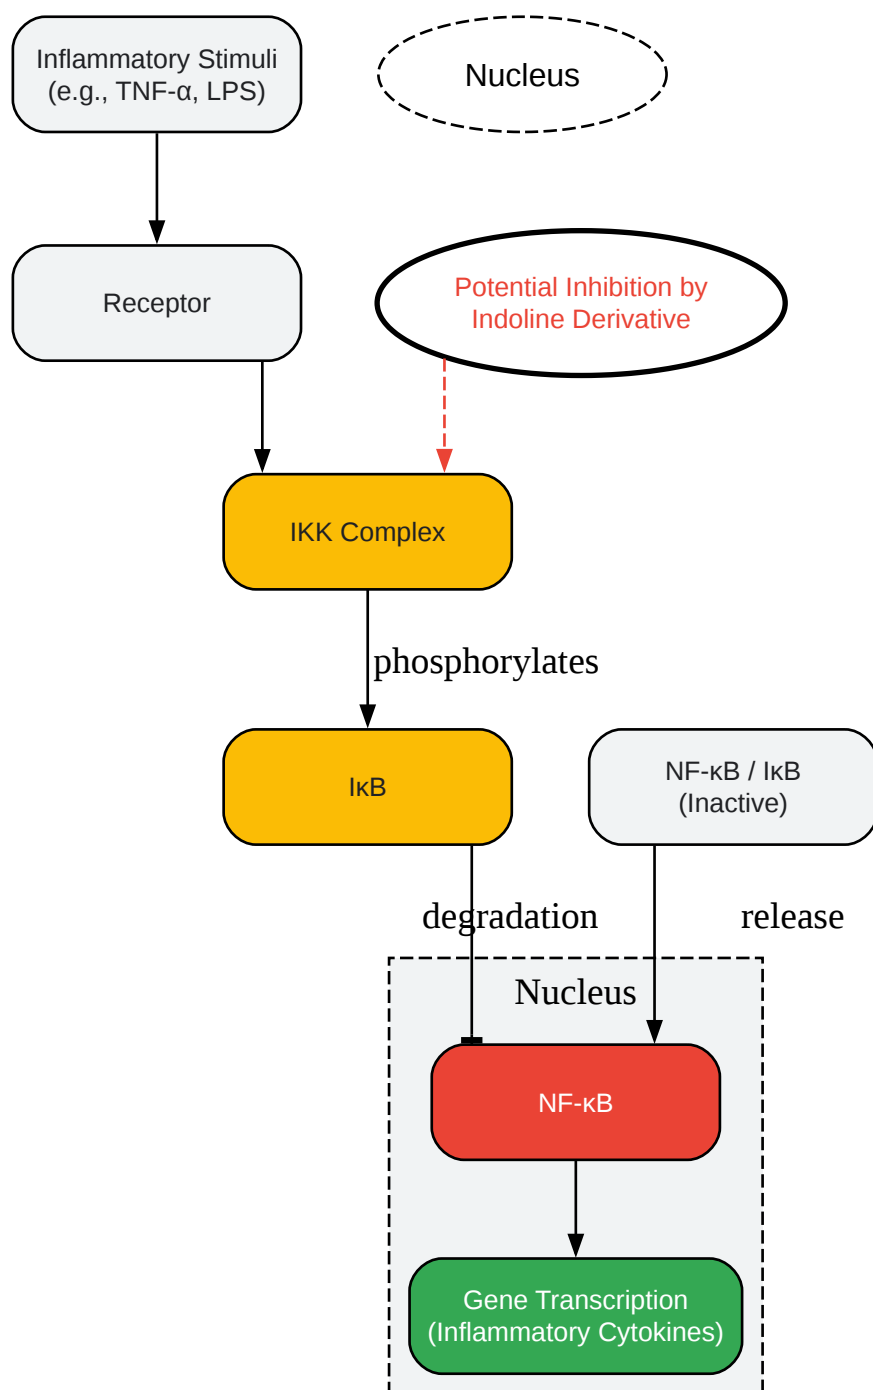 Inflammatory Stimuli
(e.g., TNF-α, LPS)
Nucleus
Receptor
Potential Inhibition by
Indoline Derivative
IKK Complex
phosphorylates
IκB
NF-κB / IκB
(Inactive)
degradation
release
Nucleus
NF-κB
Gene Transcription
(Inflammatory Cytokines)